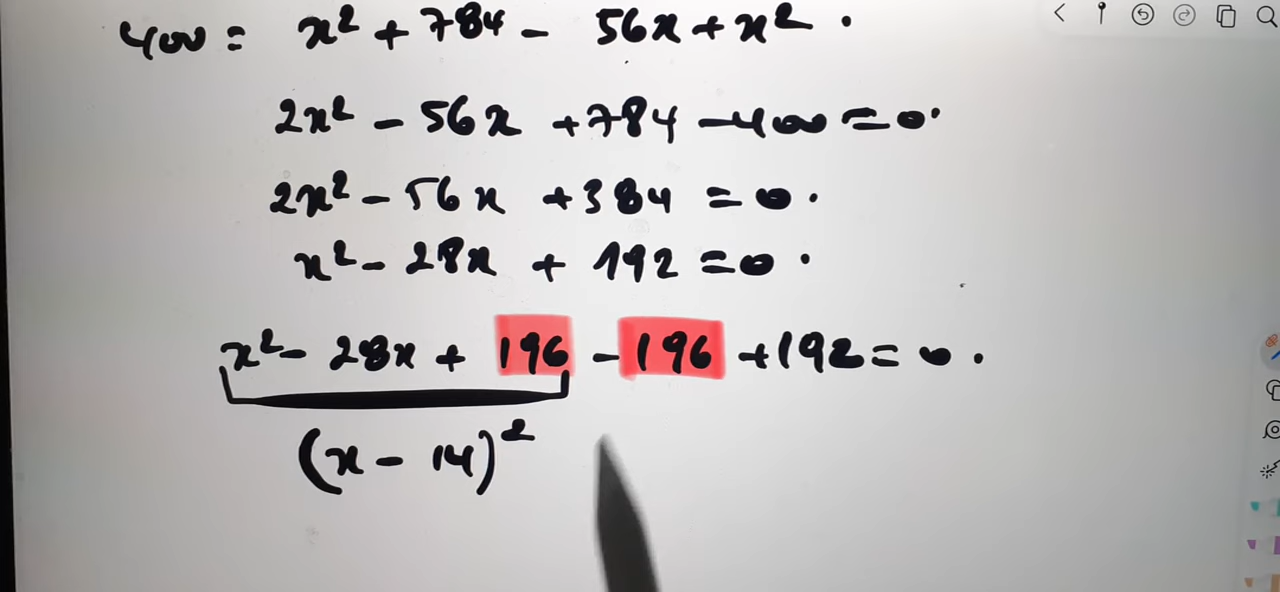 400 = x² + 784 - 56x + x².
2x² - 56x + 784 - 400 = 0.
2x² - 56x + 384 = 0.
x² - 28x + 192 = 0.
x² - 28x + 196 - 196 + 192 = 0.
(x - 14)²